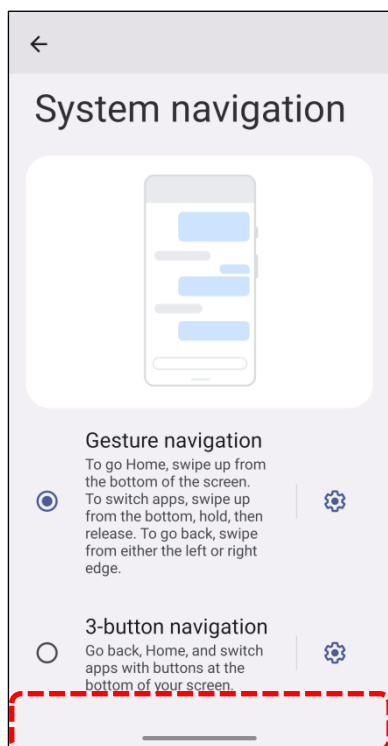 System navigation
Gesture navigation
To go Home, swipe up from
the bottom of the screen.
To switch apps, swipe up
from the bottom, hold, then
release. To go back, swipe
from either the left or right
edge.
3-button navigation
Go back, Home, and switch
apps with buttons at the
bottom of your screen.